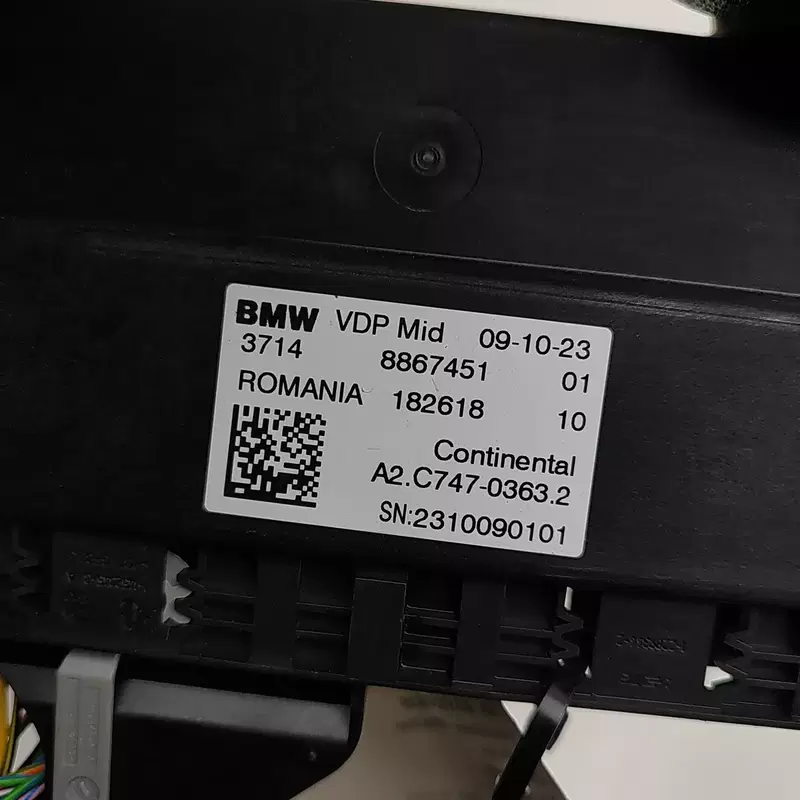 BMW VDP Mid 09-10-23
3714 8867451 01
ROMANIA 182618 10
Continental
A2.C747-0363.2
SN:2310090101